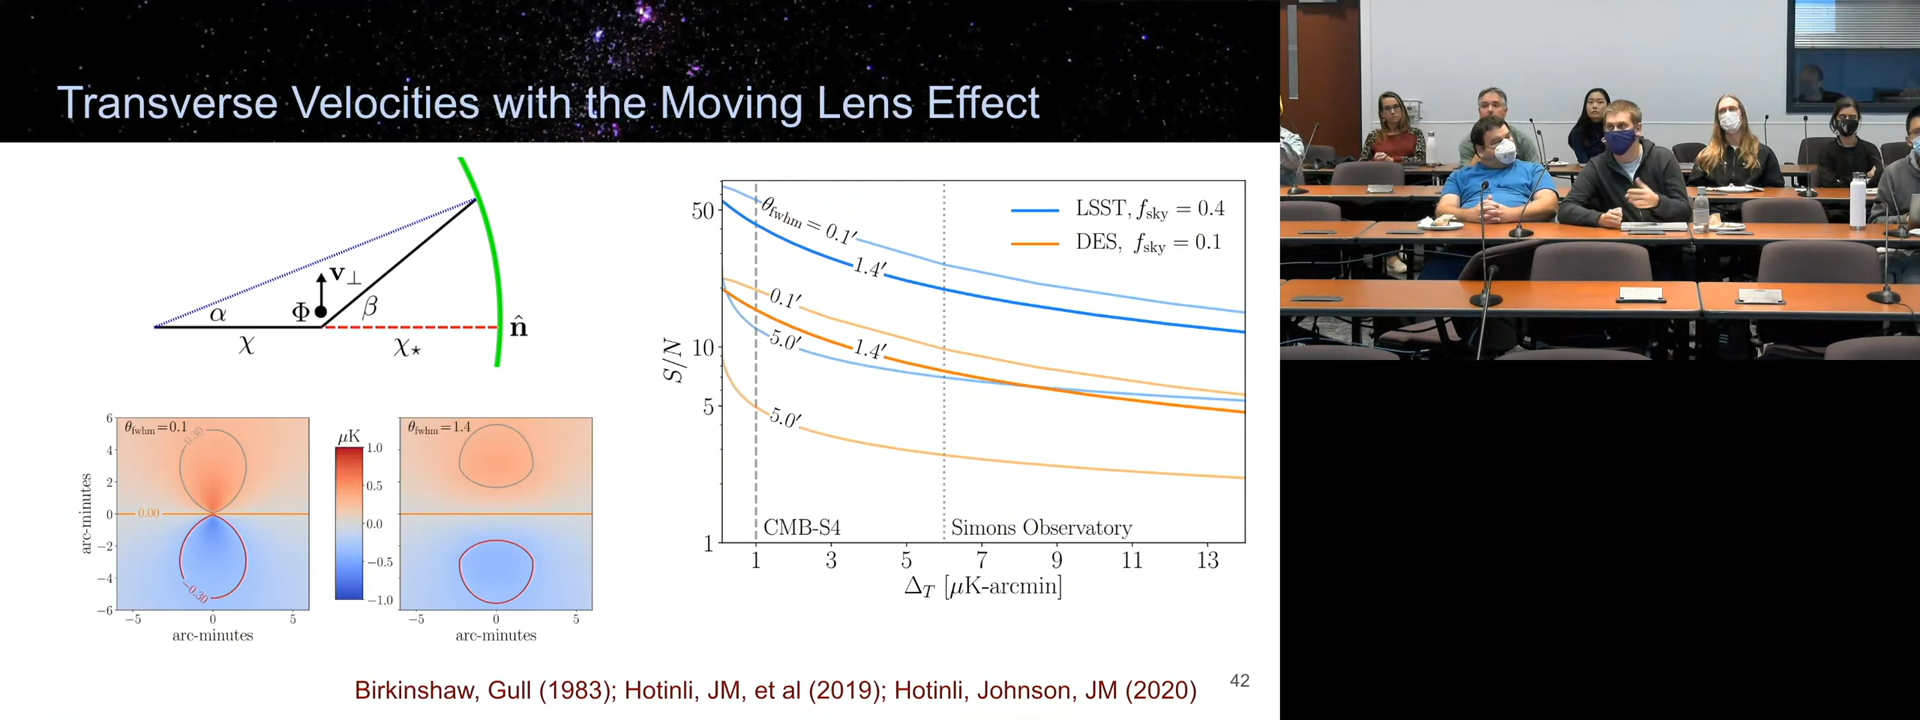 Transverse Velocities with the Moving Lens Effect
v⊥
α
Φ
β
χ
χ⋆
n̂
θfwhm=0.1
0.30
0.00
−0.30
6
4
2
0
−2
−4
−6
arc-minutes
−5 0 5
arc-minutes
μK
1.0
0.5
0.0
−0.5
−1.0
θfwhm=1.4
−5 0 5
arc-minutes
LSST, fsky = 0.4
DES, fsky = 0.1
θfwhm = 0.1′
1.4′
0.1′
5.0′
1.4′
5.0′
50
10
5
1
S/N
CMB-S4
Simons Observatory
1 3 5 7 9 11 13
ΔT [μK-arcmin]
Birkinshaw, Gull (1983); Hotinli, JM, et al (2019); Hotinli, Johnson, JM (2020)
42